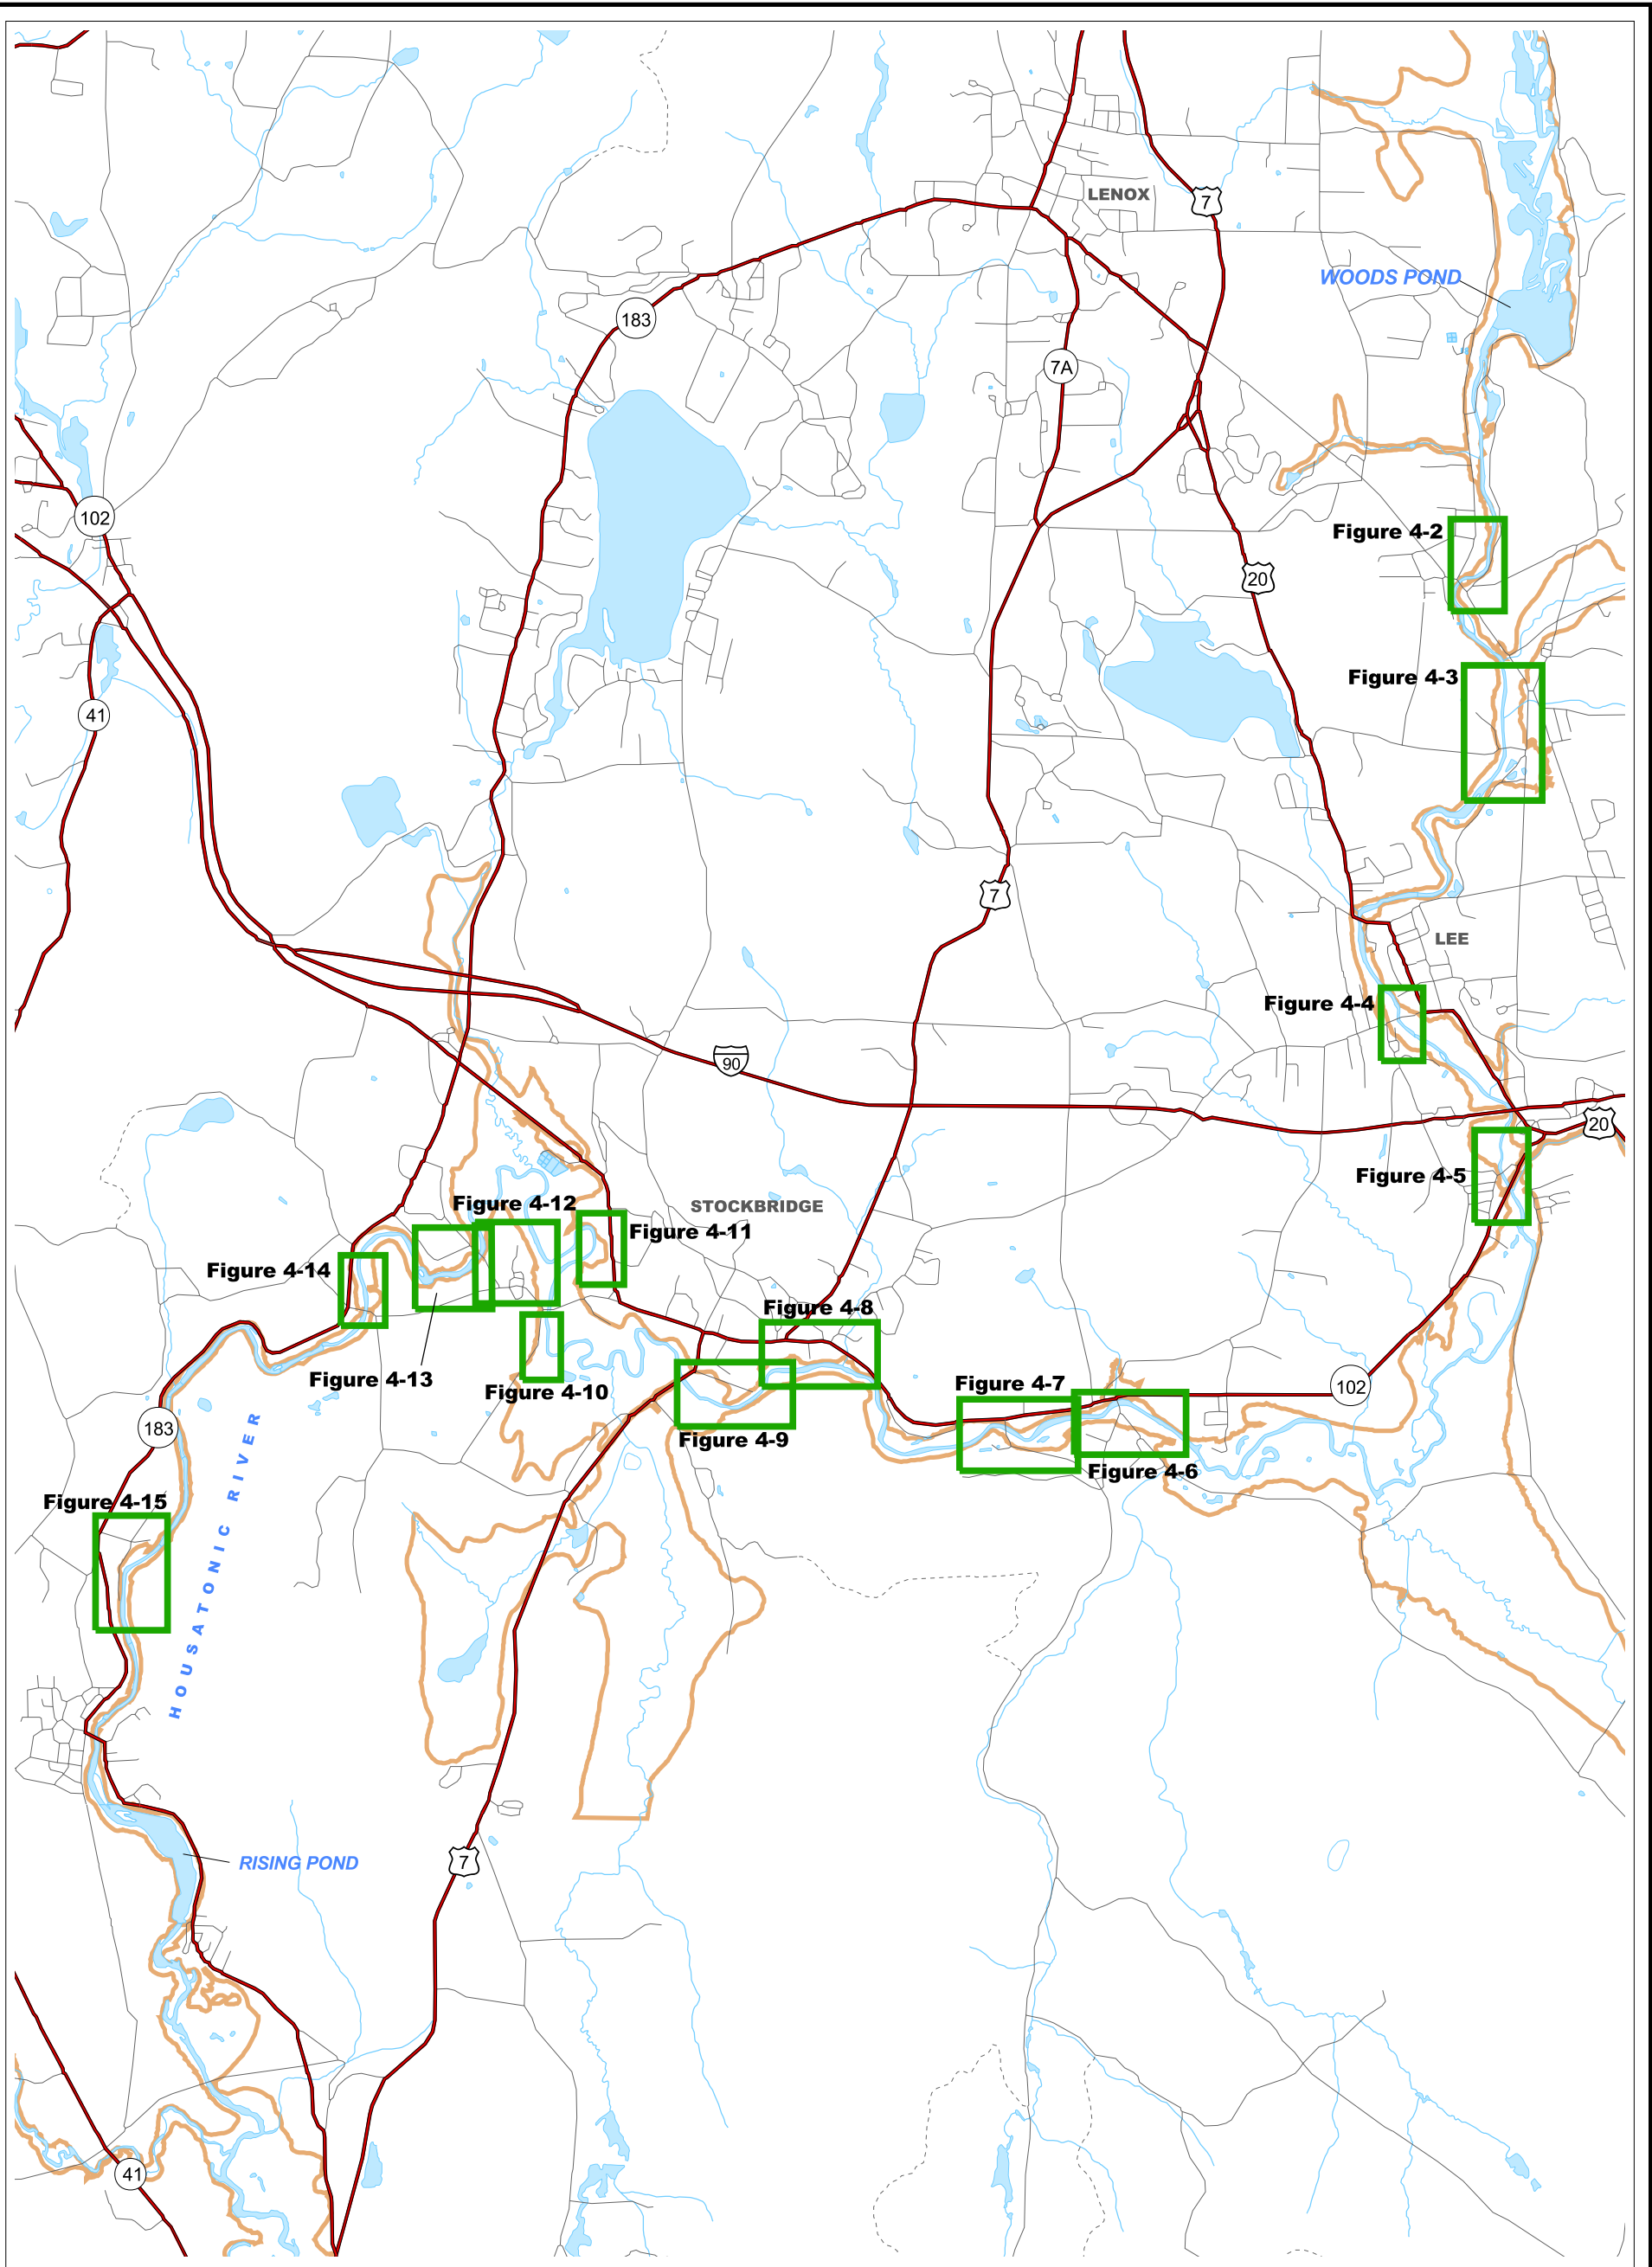 LENOX
7
WOODS POND
183
7A
102
Figure 4-2
20
Figure 4-3
41
7
LEE
Figure 4-4
90
20
Figure 4-5
Figure 4-12
STOCKBRIDGE
Figure 4-11
Figure 4-14
Figure 4-8
Figure 4-13
Figure 4-10
Figure 4-7
102
183
Figure 4-9
Figure 4-6
Figure 4-15
HOUSATONIC RIVER
RISING POND
7
41